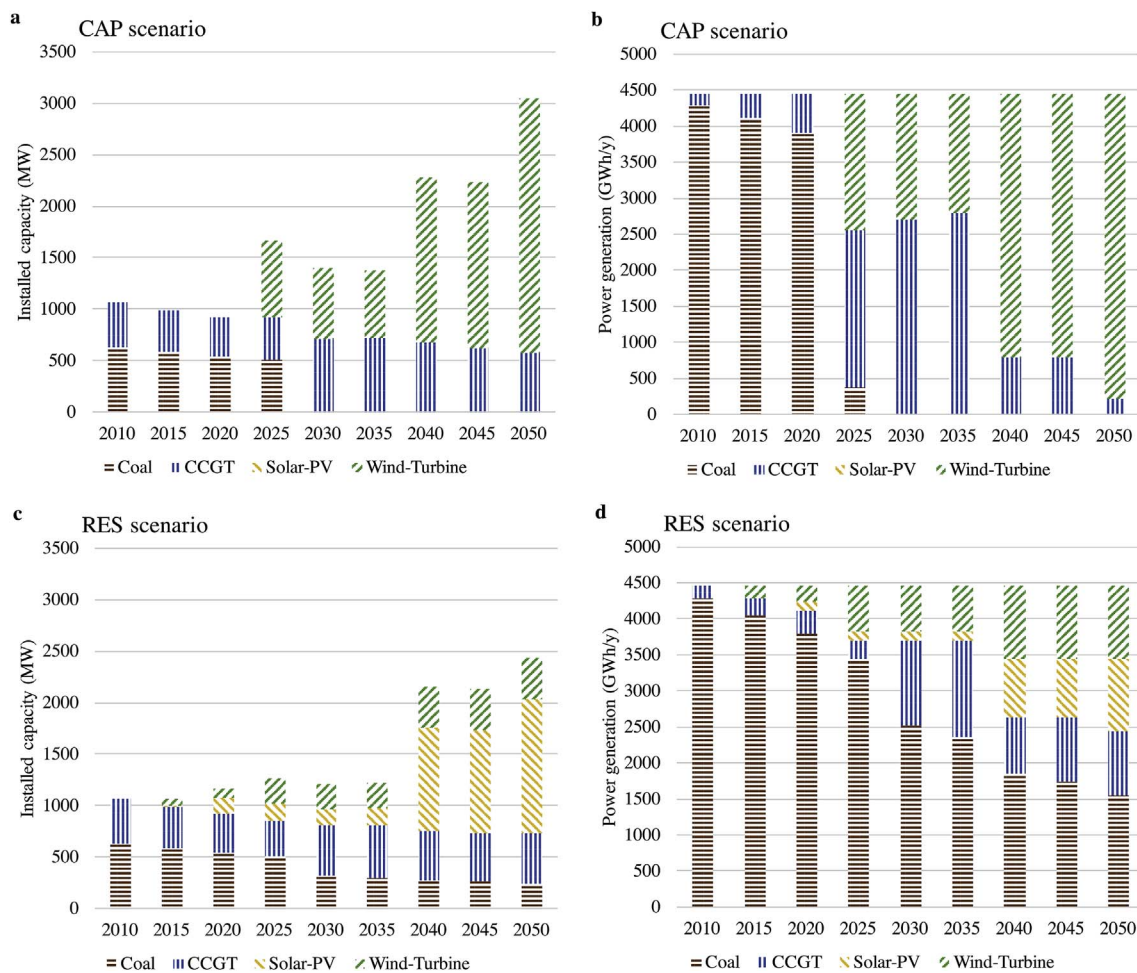 a
CAP scenario
Installed capacity (MW)
3500
3000
2500
2000
1500
1000
500
0
2010 2015 2020 2025 2030 2035 2040 2045 2050
Coal CCGT Solar-PV Wind-Turbine
b
CAP scenario
Power generation (GWh/y)
5000
4500
4000
3500
3000
2500
2000
1500
1000
500
0
2010 2015 2020 2025 2030 2035 2040 2045 2050
Coal CCGT Solar-PV Wind-Turbine
c
RES scenario
Installed capacity (MW)
3500
3000
2500
2000
1500
1000
500
0
2010 2015 2020 2025 2030 2035 2040 2045 2050
Coal CCGT Solar-PV Wind-Turbine
d
RES scenario
Power generation (GWh/y)
5000
4500
4000
3500
3000
2500
2000
1500
1000
500
0
2010 2015 2020 2025 2030 2035 2040 2045 2050
Coal CCGT Solar-PV Wind-Turbine